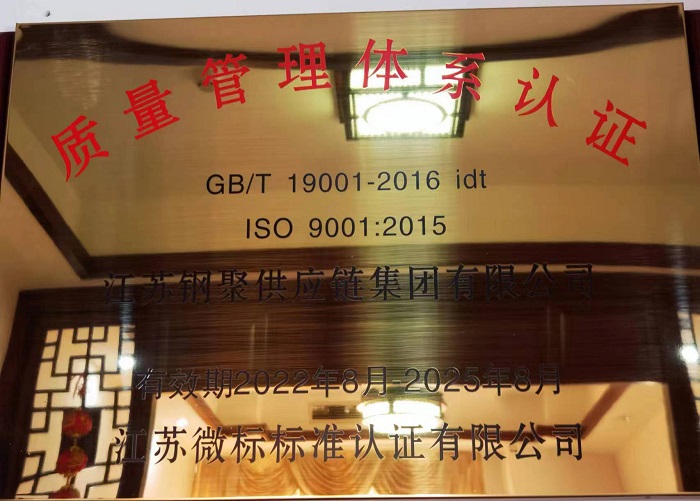 质量管理体系认证
GB/T 19001-2016 idt
ISO 9001:2015
江苏钢聚供应链集团有限公司
有效期2022年8月-2025年8月
江苏微标标准认证有限公司